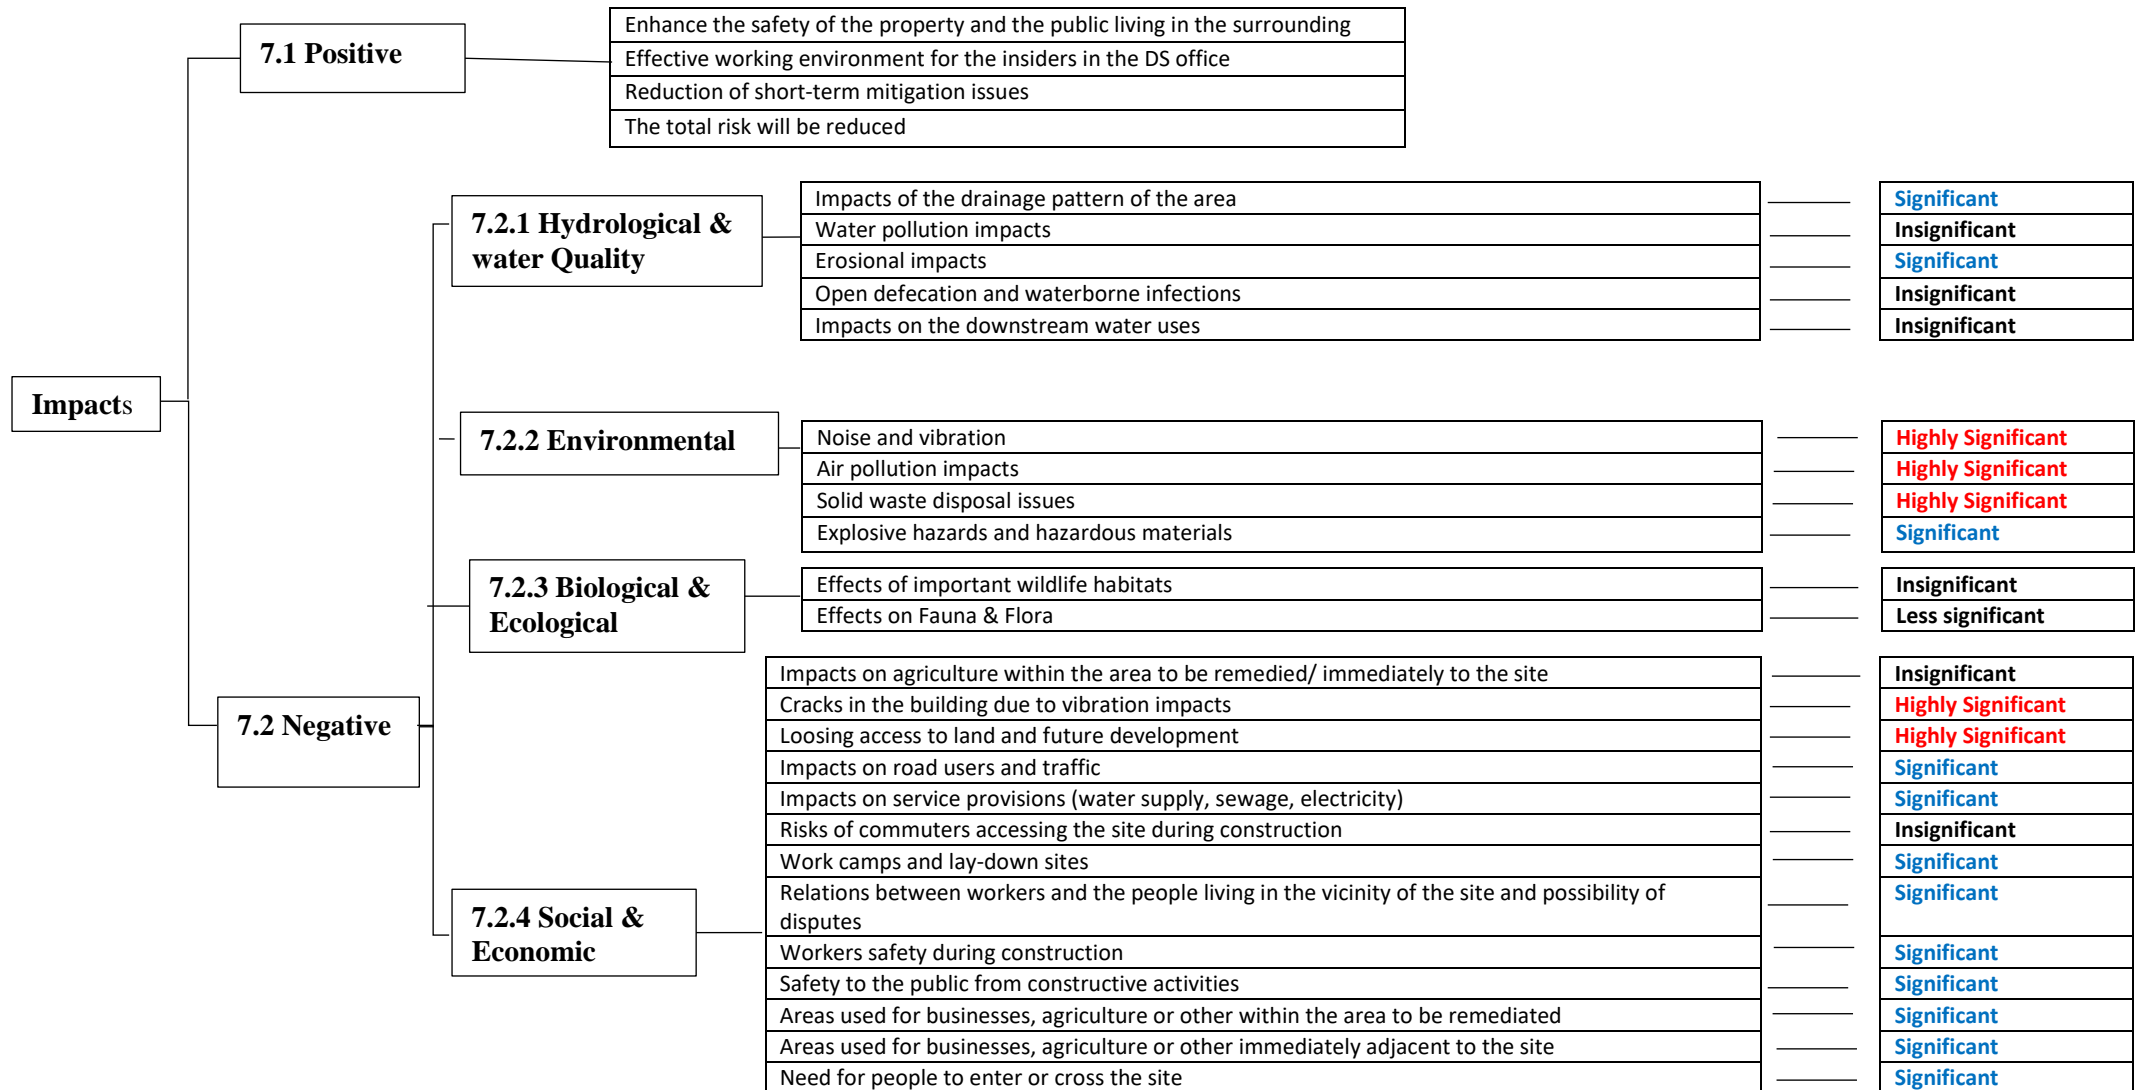 Impacts
7.1 Positive
Enhance the safety of the property and the public living in the surrounding
Effective working environment for the insiders in the DS office
Reduction of short-term mitigation issues
The total risk will be reduced
7.2 Negative
7.2.1 Hydrological &
water Quality
Impacts of the drainage pattern of the area
Significant
Water pollution impacts
Insignificant
Erosional impacts
Significant
Open defecation and waterborne infections
Insignificant
Impacts on the downstream water uses
Insignificant
7.2.2 Environmental
Noise and vibration
Highly Significant
Air pollution impacts
Highly Significant
Solid waste disposal issues
Highly Significant
Explosive hazards and hazardous materials
Significant
7.2.3 Biological &
Ecological
Effects of important wildlife habitats
Insignificant
Effects on Fauna & Flora
Less significant
7.2.4 Social &
Economic
Impacts on agriculture within the area to be remedied/ immediately to the site
Insignificant
Cracks in the building due to vibration impacts
Highly Significant
Loosing access to land and future development
Highly Significant
Impacts on road users and traffic
Significant
Impacts on service provisions (water supply, sewage, electricity)
Significant
Risks of commuters accessing the site during construction
Insignificant
Work camps and lay-down sites
Significant
Relations between workers and the people living in the vicinity of the site and possibility of
disputes
Significant
Workers safety during construction
Significant
Safety to the public from constructive activities
Significant
Areas used for businesses, agriculture or other within the area to be remediated
Significant
Areas used for businesses, agriculture or other immediately adjacent to the site
Significant
Need for people to enter or cross the site
Significant